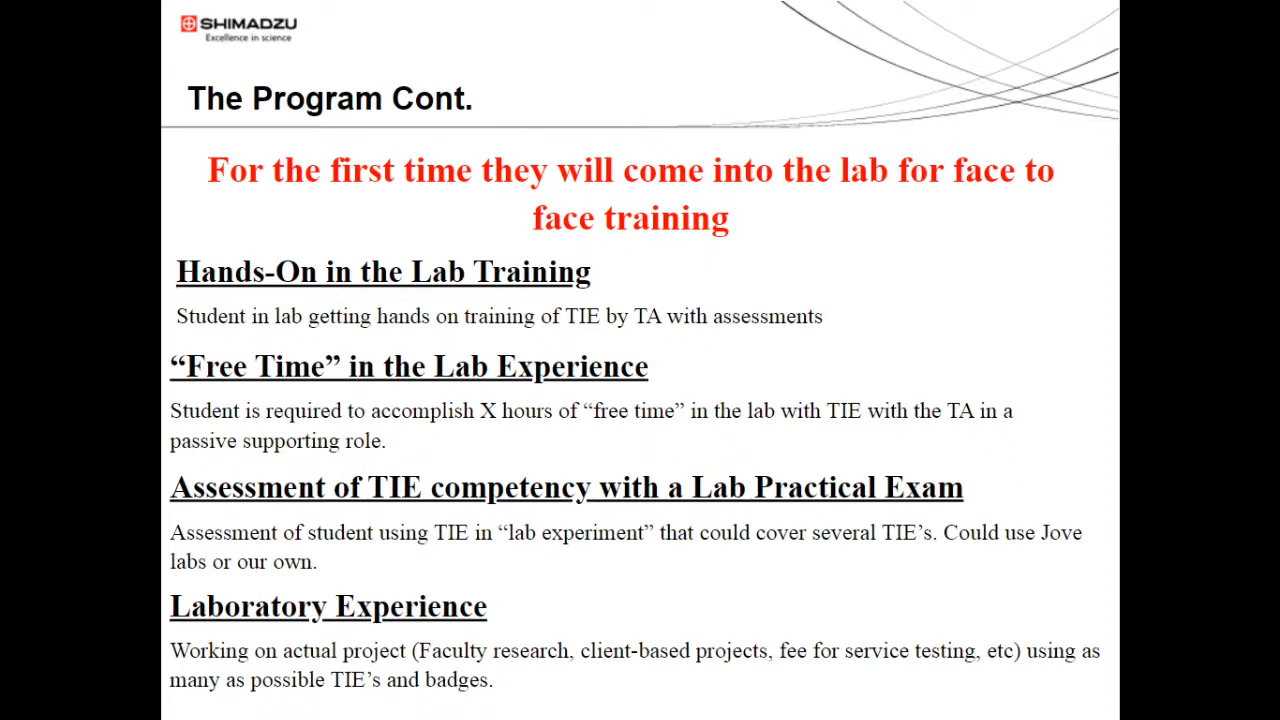 SHIMADZU
Excellence in science
The Program Cont.
For the first time they will come into the lab for face to
face training
Hands-On in the Lab Training
Student in lab getting hands on training of TIE by TA with assessments
“Free Time” in the Lab Experience
Student is required to accomplish X hours of “free time” in the lab with TIE with the TA in a
passive supporting role.
Assessment of TIE competency with a Lab Practical Exam
Assessment of student using TIE in “lab experiment” that could cover several TIE’s. Could use Jove
labs or our own.
Laboratory Experience
Working on actual project (Faculty research, client-based projects, fee for service testing, etc) using as
many as possible TIE’s and badges.